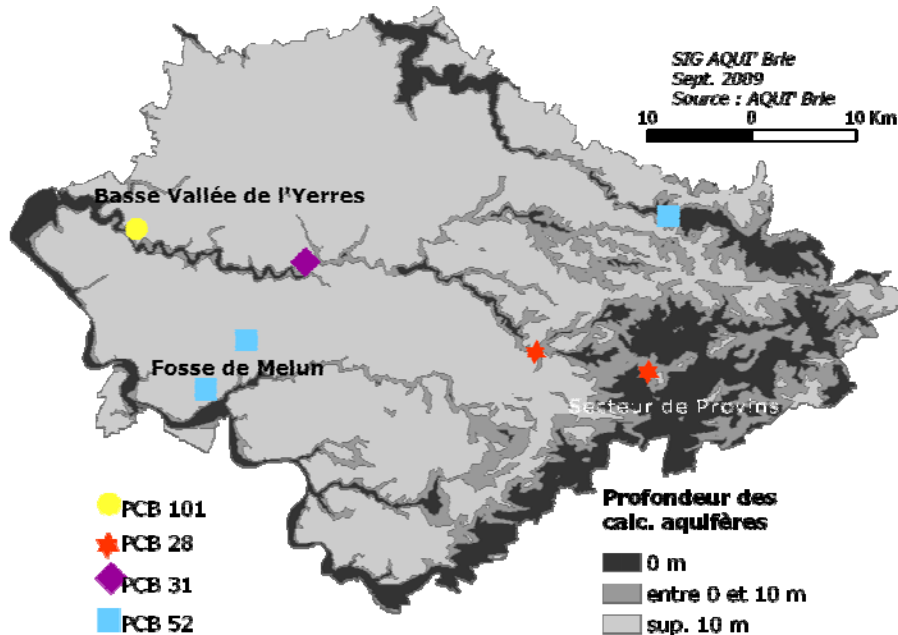 SIG AQUI' Brie
Sept. 2009
Source : AQUI' Brie
10 0 10 Km
Basse Vallée de l'Yerres
Fosse de Melun
Secteur de Provins
PCB 101
PCB 28
PCB 31
PCB 52
Profondeur des
calc. aquifères
0 m
entre 0 et 10 m
sup. 10 m